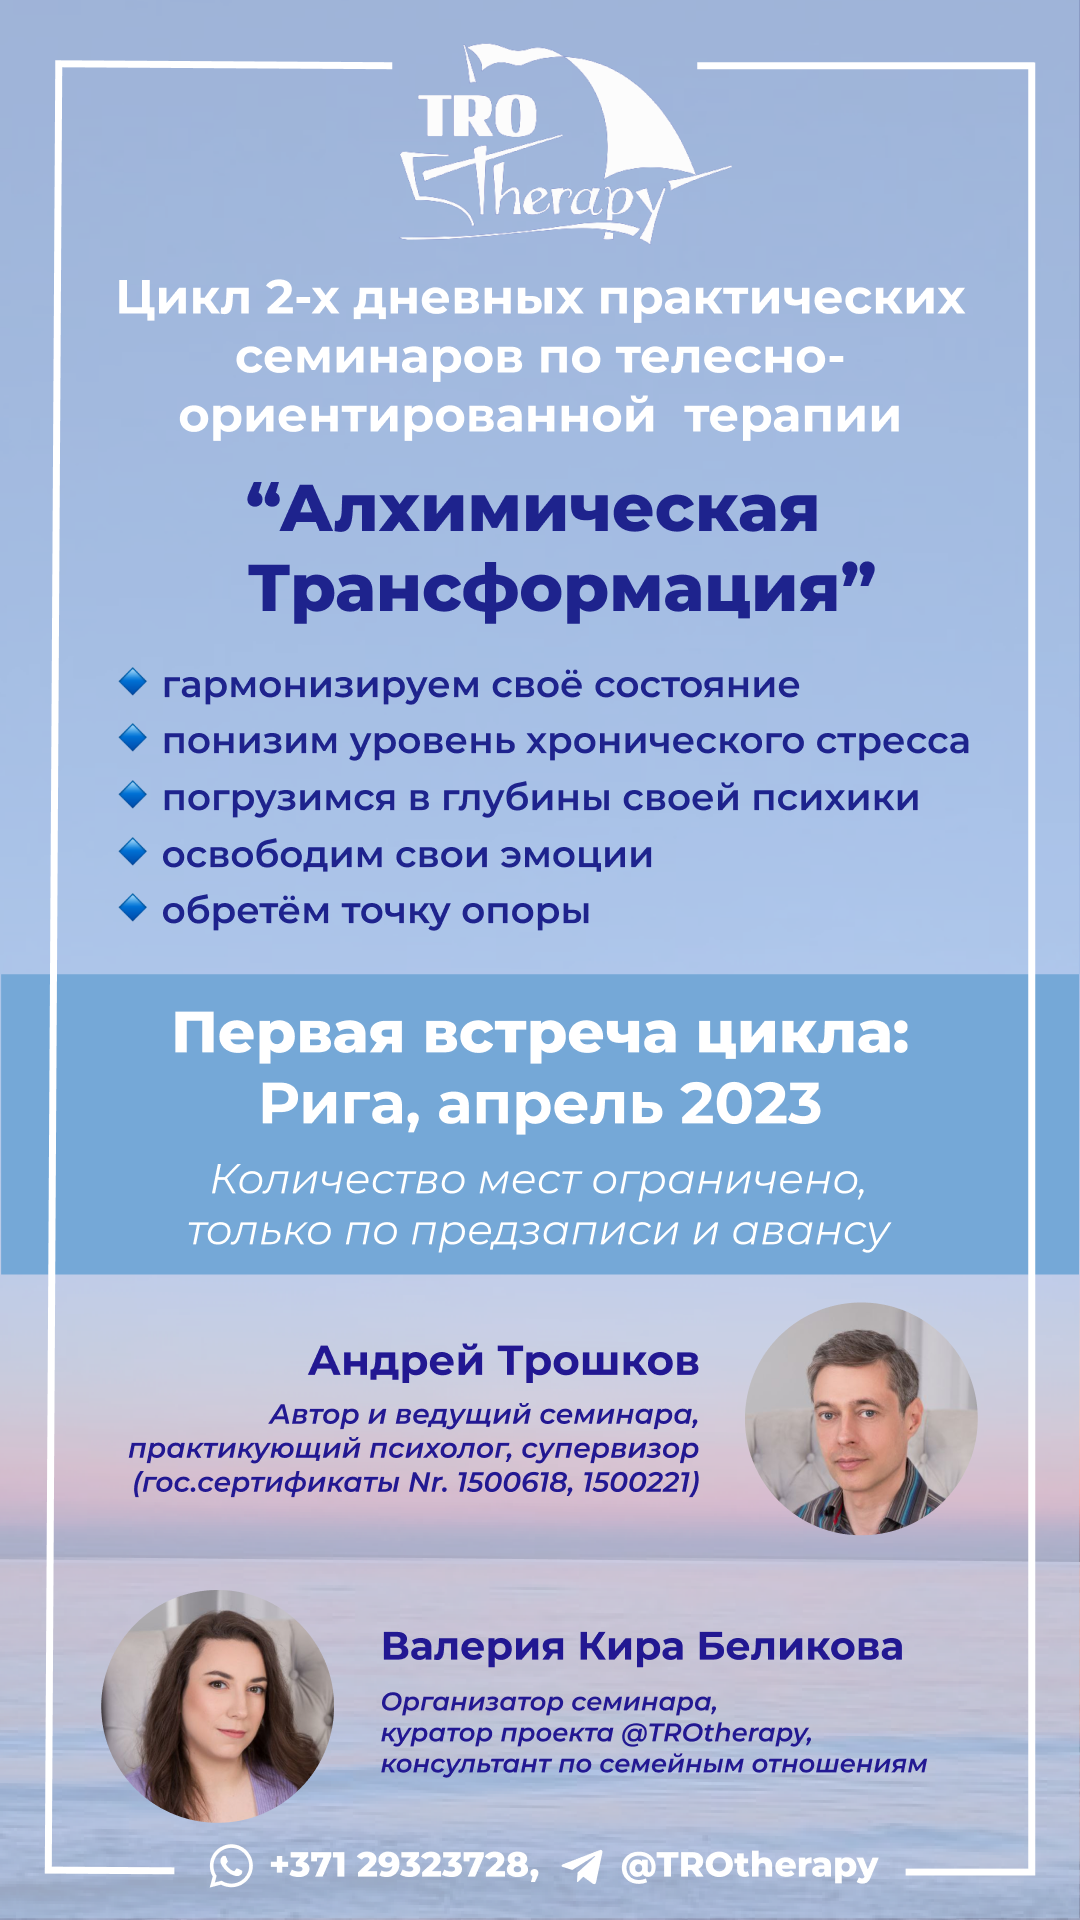 TRO
Therapy
Цикл 2-х дневных практических
семинаров по телесно-
ориентированной терапии
“Алхимическая
Трансформация”
гармонизируем своё состояние
понизим уровень хронического стресса
погрузимся в глубины своей психики
освободим свои эмоции
обретём точку опоры
Первая встреча цикла:
Рига, апрель 2023
Количество мест ограничено,
только по предзаписи и авансу
Андрей Трошков
Автор и ведущий семинара,
практикующий психолог, супервизор
(гос.сертификаты Nr. 1500618, 1500221)
Валерия Кира Беликова
Организатор семинара,
куратор проекта @TROtherapy,
консультант по семейным отношениям
+371 29323728, @TROtherapy